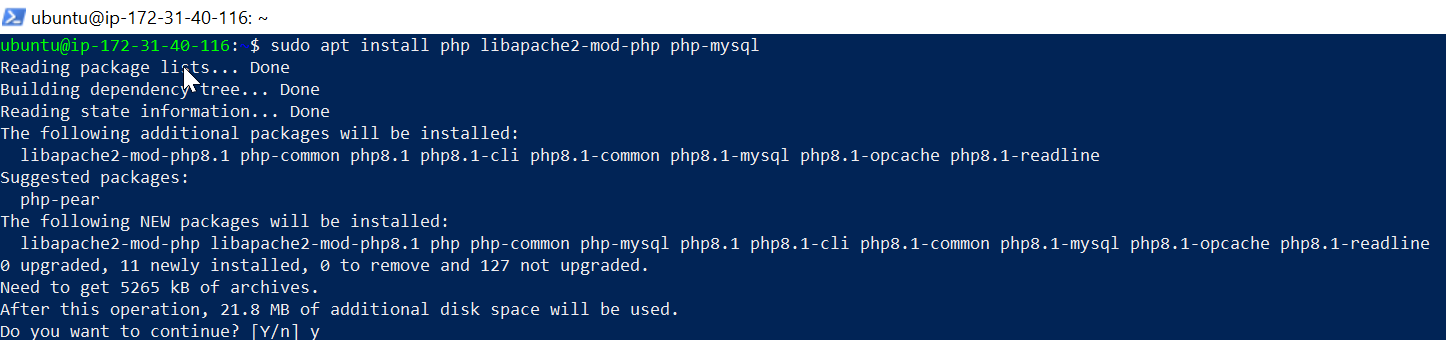 ubuntu@ip-172-31-40-116: ~
ubuntu@ip-172-31-40-116:~$ sudo apt install php libapache2-mod-php php-mysql
Reading package lists... Done
Building dependency tree... Done
Reading state information... Done
The following additional packages will be installed:
  libapache2-mod-php8.1 php-common php8.1 php8.1-cli php8.1-common php8.1-mysql php8.1-opcache php8.1-readline
Suggested packages:
  php-pear
The following NEW packages will be installed:
  libapache2-mod-php libapache2-mod-php8.1 php php-common php-mysql php8.1 php8.1-cli php8.1-common php8.1-mysql php8.1-opcache php8.1-readline
0 upgraded, 11 newly installed, 0 to remove and 127 not upgraded.
Need to get 5265 kB of archives.
After this operation, 21.8 MB of additional disk space will be used.
Do you want to continue? [Y/n] y